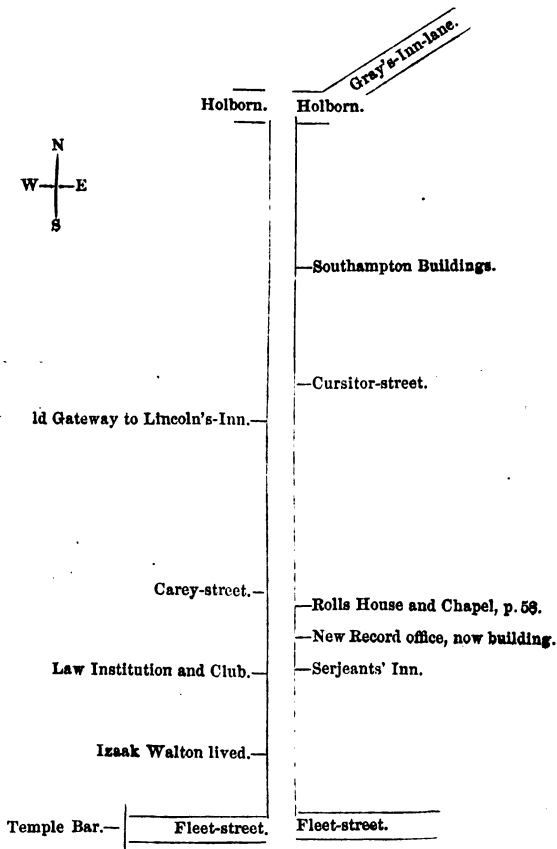 Gray's-Inn-lane.
Holborn. Holborn.
N
W E
S
Southampton Buildings.
Cursitor-street.
ld Gateway to Lincoln's-Inn.
Carey-street.
Rolls House and Chapel, p. 58.
New Record office, now building.
Law Institution and Club. Serjeants' Inn.
Izaak Walton lived.
Temple Bar. Fleet-street. Fleet-street.